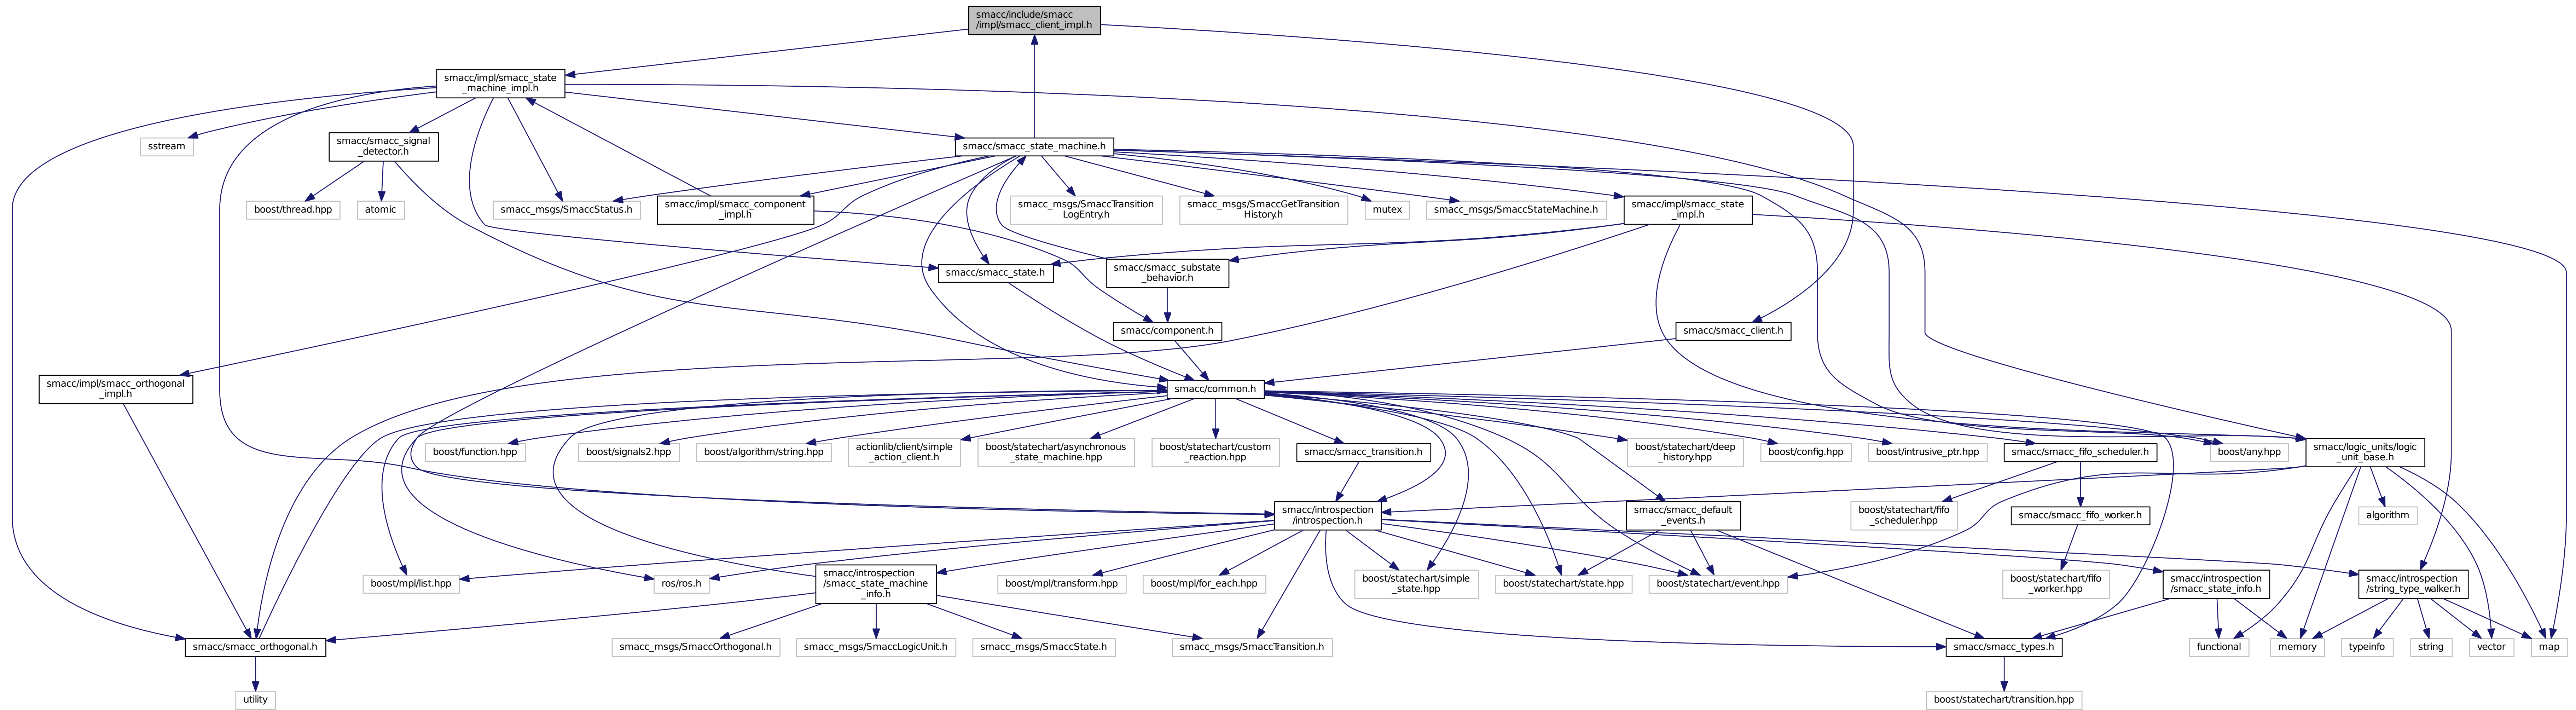 smacc/include/smacc
/impl/smacc_client_impl.h
smacc/impl/smacc_state
_machine_impl.h
sstream
smacc/smacc_signal
_detector.h
smacc/smacc_state_machine.h
boost/thread.hpp
atomic
smacc_msgs/SmaccStatus.h
smacc/impl/smacc_component
_impl.h
smacc_msgs/SmaccTransition
LogEntry.h
smacc_msgs/SmaccGetTransition
History.h
mutex
smacc_msgs/SmaccStateMachine.h
smacc/impl/smacc_state
_impl.h
smacc/smacc_state.h
smacc/smacc_substate
_behavior.h
smacc/component.h
smacc/smacc_client.h
smacc/impl/smacc_orthogonal
_impl.h
smacc/common.h
boost/function.hpp
boost/signals2.hpp
boost/algorithm/string.hpp
actionlib/client/simple
_action_client.h
boost/statechart/asynchronous
_state_machine.hpp
boost/statechart/custom
_reaction.hpp
smacc/smacc_transition.h
boost/statechart/deep
_history.hpp
boost/config.hpp
boost/intrusive_ptr.hpp
smacc/smacc_fifo_scheduler.h
boost/any.hpp
smacc/logic_units/logic
_unit_base.h
smacc/introspection
/introspection.h
smacc/smacc_default
_events.h
boost/statechart/fifo
_scheduler.hpp
smacc/smacc_fifo_worker.h
algorithm
boost/mpl/list.hpp
ros/ros.h
smacc/introspection
/smacc_state_machine
_info.h
boost/mpl/transform.hpp
boost/mpl/for_each.hpp
boost/statechart/simple
_state.hpp
boost/statechart/state.hpp
boost/statechart/event.hpp
boost/statechart/fifo
_worker.hpp
smacc/introspection
/smacc_state_info.h
smacc/introspection
/string_type_walker.h
smacc/smacc_orthogonal.h
smacc_msgs/SmaccOrthogonal.h
smacc_msgs/SmaccLogicUnit.h
smacc_msgs/SmaccState.h
smacc_msgs/SmaccTransition.h
smacc/smacc_types.h
functional
memory
typeinfo
string
vector
map
utility
boost/statechart/transition.hpp